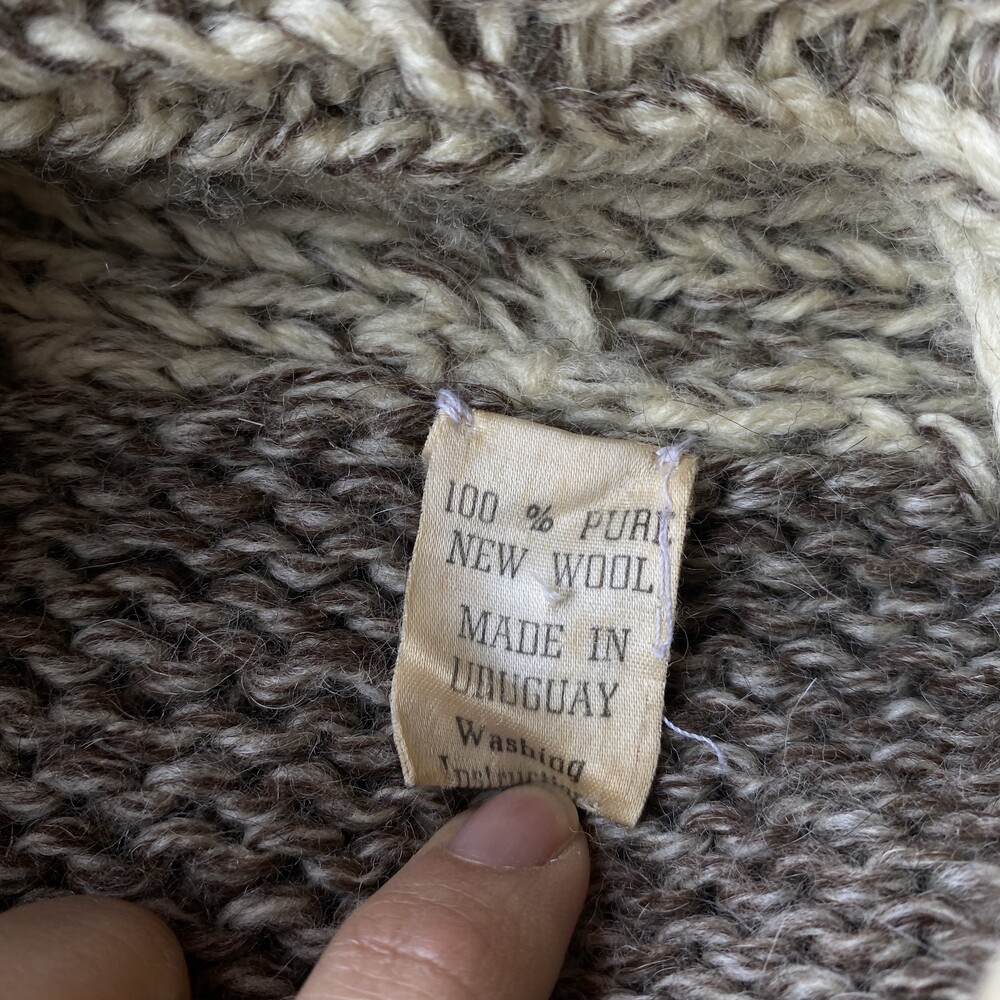 100 % PURE
NEW WOOL
MADE IN
URUGUAY
Washing